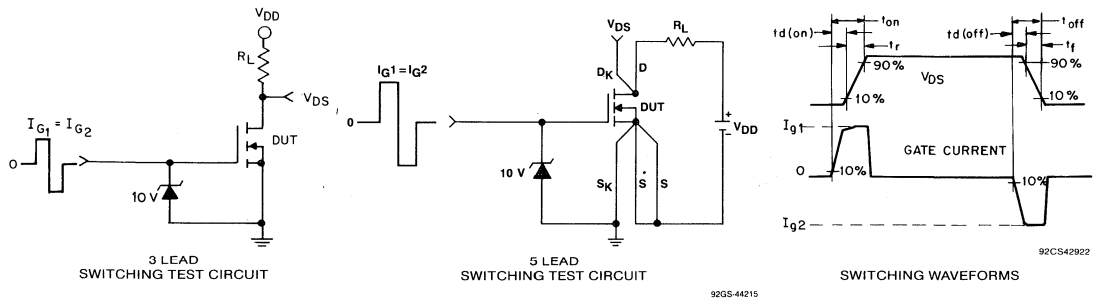 VDD
RL
VDS
IG1 = IG2
0
DUT
10 V
3 LEAD
SWITCHING TEST CIRCUIT
VDS
RL
IG1 = IG2
DK
D
0
DUT
+
VDD
10 V
SK
S
S
5 LEAD
SWITCHING TEST CIRCUIT
92GS-44215
ton
toff
td(on)
td(off)
tr
tf
90%
90%
VDS
10%
10%
Ig1
GATE CURRENT
0
10%
10%
Ig2
92CS42922
SWITCHING WAVEFORMS